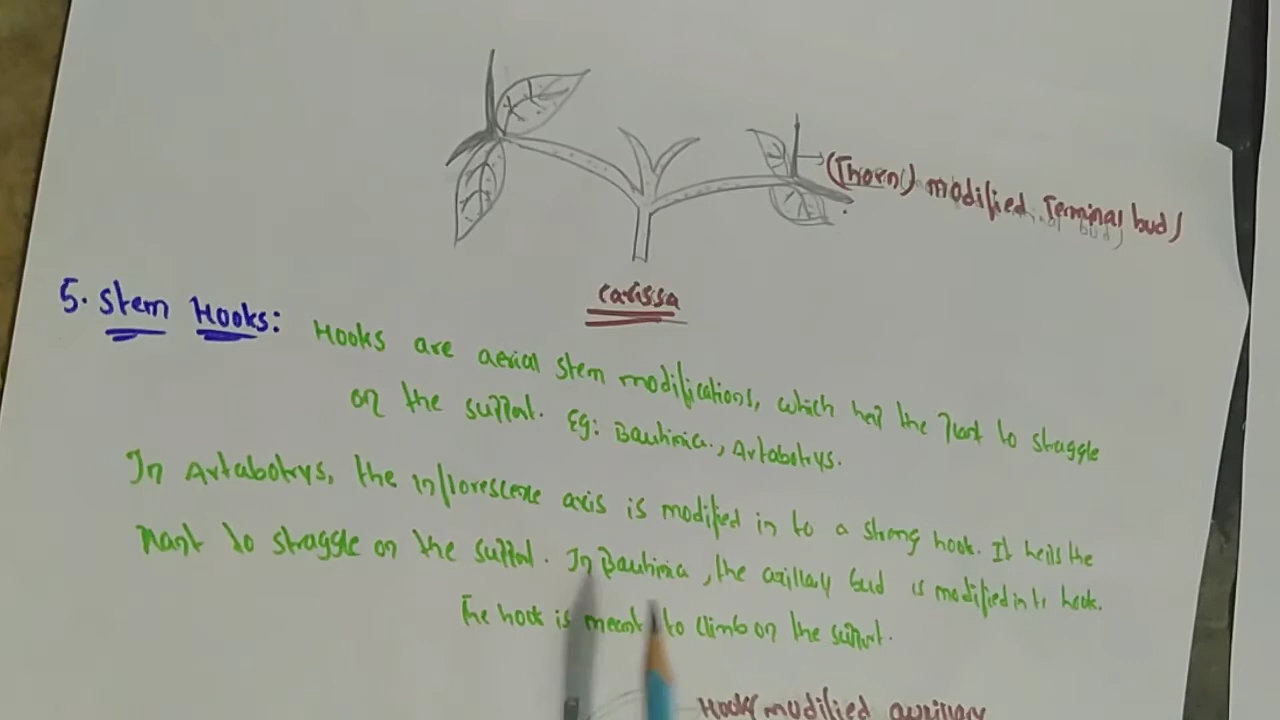 (Thorn) modified Terminal bud)
carissa
5. Stem Hooks: Hooks are aerial stem modifications, which help the plant to straggle
on the support. Eg: Bauhinia., Artabotrys.
In Artabotrys, the inflorescence axis is modified in to a strong hook. It helps the
plant to straggle on the support. In Bauhinia, the axillary bud is modified in to hook.
The hook is meant to climb on the support.
Hook/modified auxillary